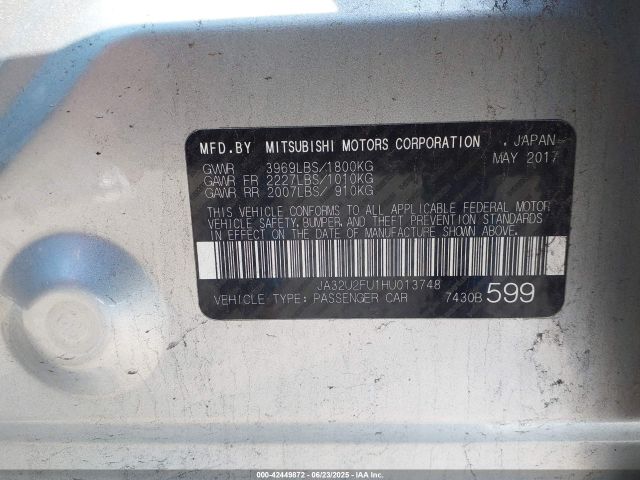 MFD.BY MITSUBISHI MOTORS CORPORATION , JAPAN
GVWR 3969LBS/1800KG MAY 2017
GAWR FR 2227LBS/1010KG
GAWR RR 2007LBS/ 910KG
THIS VEHICLE CONFORMS TO ALL APPLICABLE FEDERAL MOTOR
VEHICLE SAFETY, BUMPER, AND THEFT PREVENTION STANDARDS
IN EFFECT ON THE DATE OF MANUFACTURE SHOWN ABOVE.
JA32U2FU1HU013748
VEHICLE TYPE: PASSENGER CAR 7430B 599
000-42449872 - 06/23/2025 - IAAI.CA